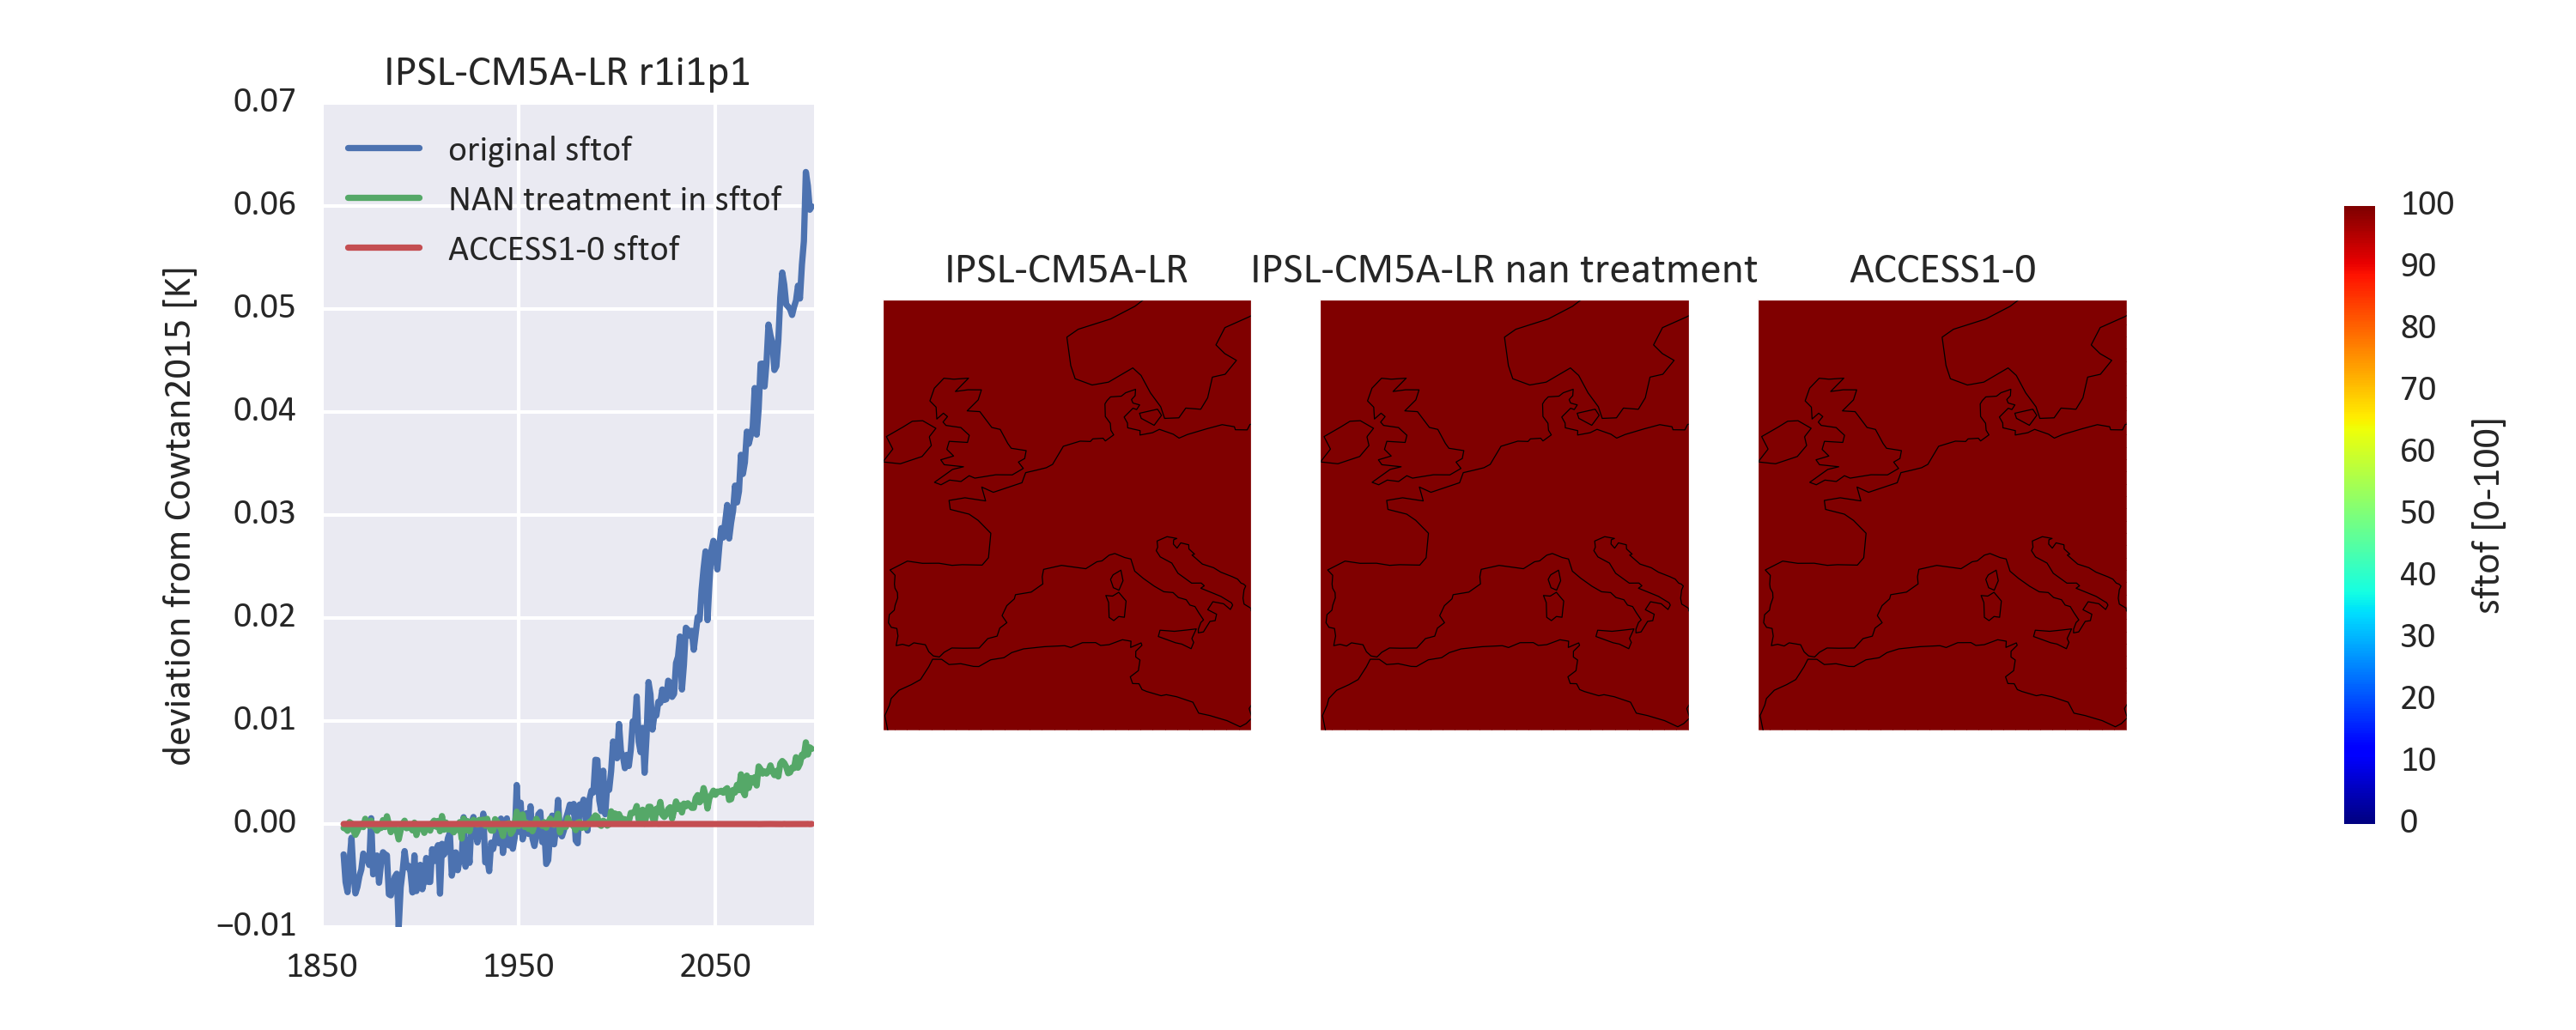 IPSL-CM5A-LR r1i1p1
0.07
0.06
0.05
0.04
0.03
0.02
0.01
0.00
−0.01
deviation from Cowtan2015 [K]
original sftof
NAN treatment in sftof
ACCESS1-0 sftof
1850 1950 2050
IPSL-CM5A-LR
IPSL-CM5A-LR nan treatment
ACCESS1-0
100
90
80
70
60
50
40
30
20
10
0
sftof [0-100]